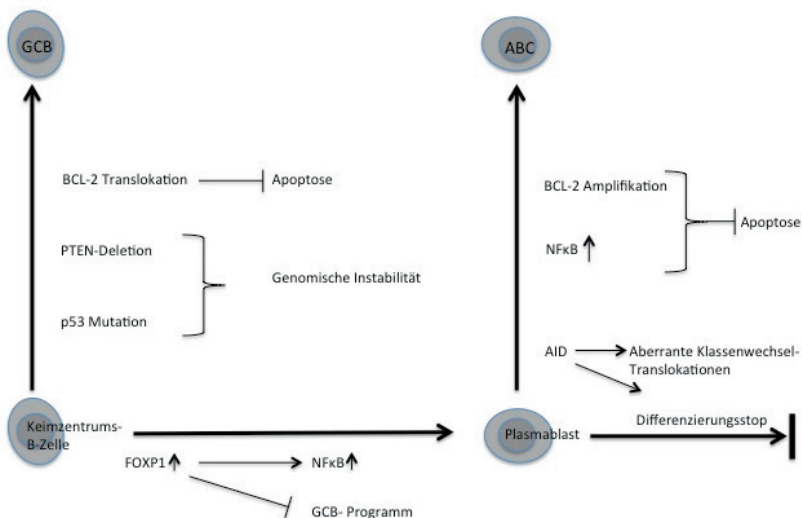 GCB
ABC
BCL-2 Translokation
Apoptose
PTEN-Deletion
Genomische Instabilität
p53 Mutation
BCL-2 Amplifikation
Apoptose
NFκB
AID
Aberrante Klassenwechsel-
Translokationen
Keimzentrums-
B-Zelle
Plasmablast
Differenzierungsstop
FOXP1
NFκB
GCB- Programm